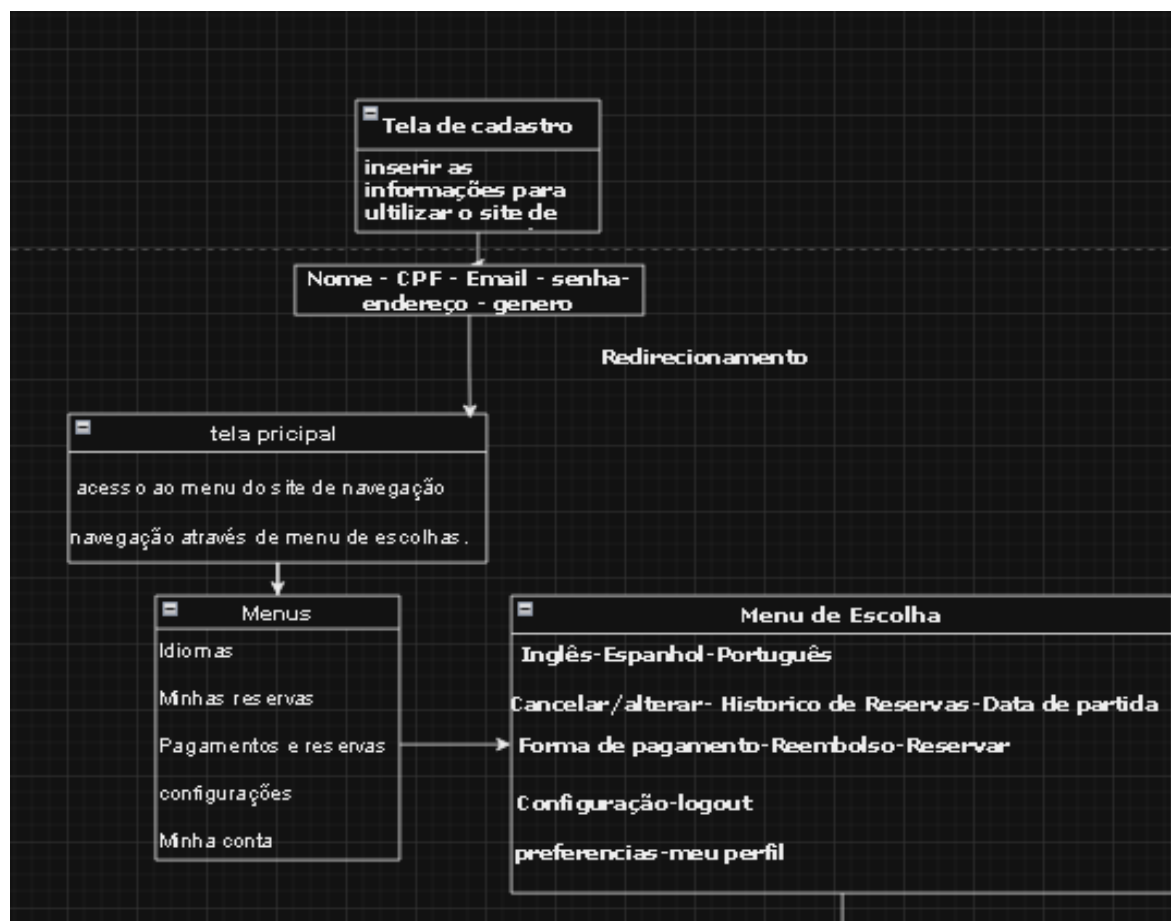 Tela de cadastro
inserir as
informações para
ultilizar o site de
Nome - CPF - Email - senha-
endereço - genero
Redirecionamento
tela pricipal
acesso ao menu do site de navegação
navegação através de menu de escolhas.
Menus
Idiomas
Minhas reservas
Pagamentos e reservas
configurações
Minha conta
Menu de Escolha
Inglês-Espanhol-Português
Cancelar/alterar- Historico de Reservas-Data de partida
Forma de pagamento-Reembolso-Reservar
Configuração-logout
preferencias-meu perfil